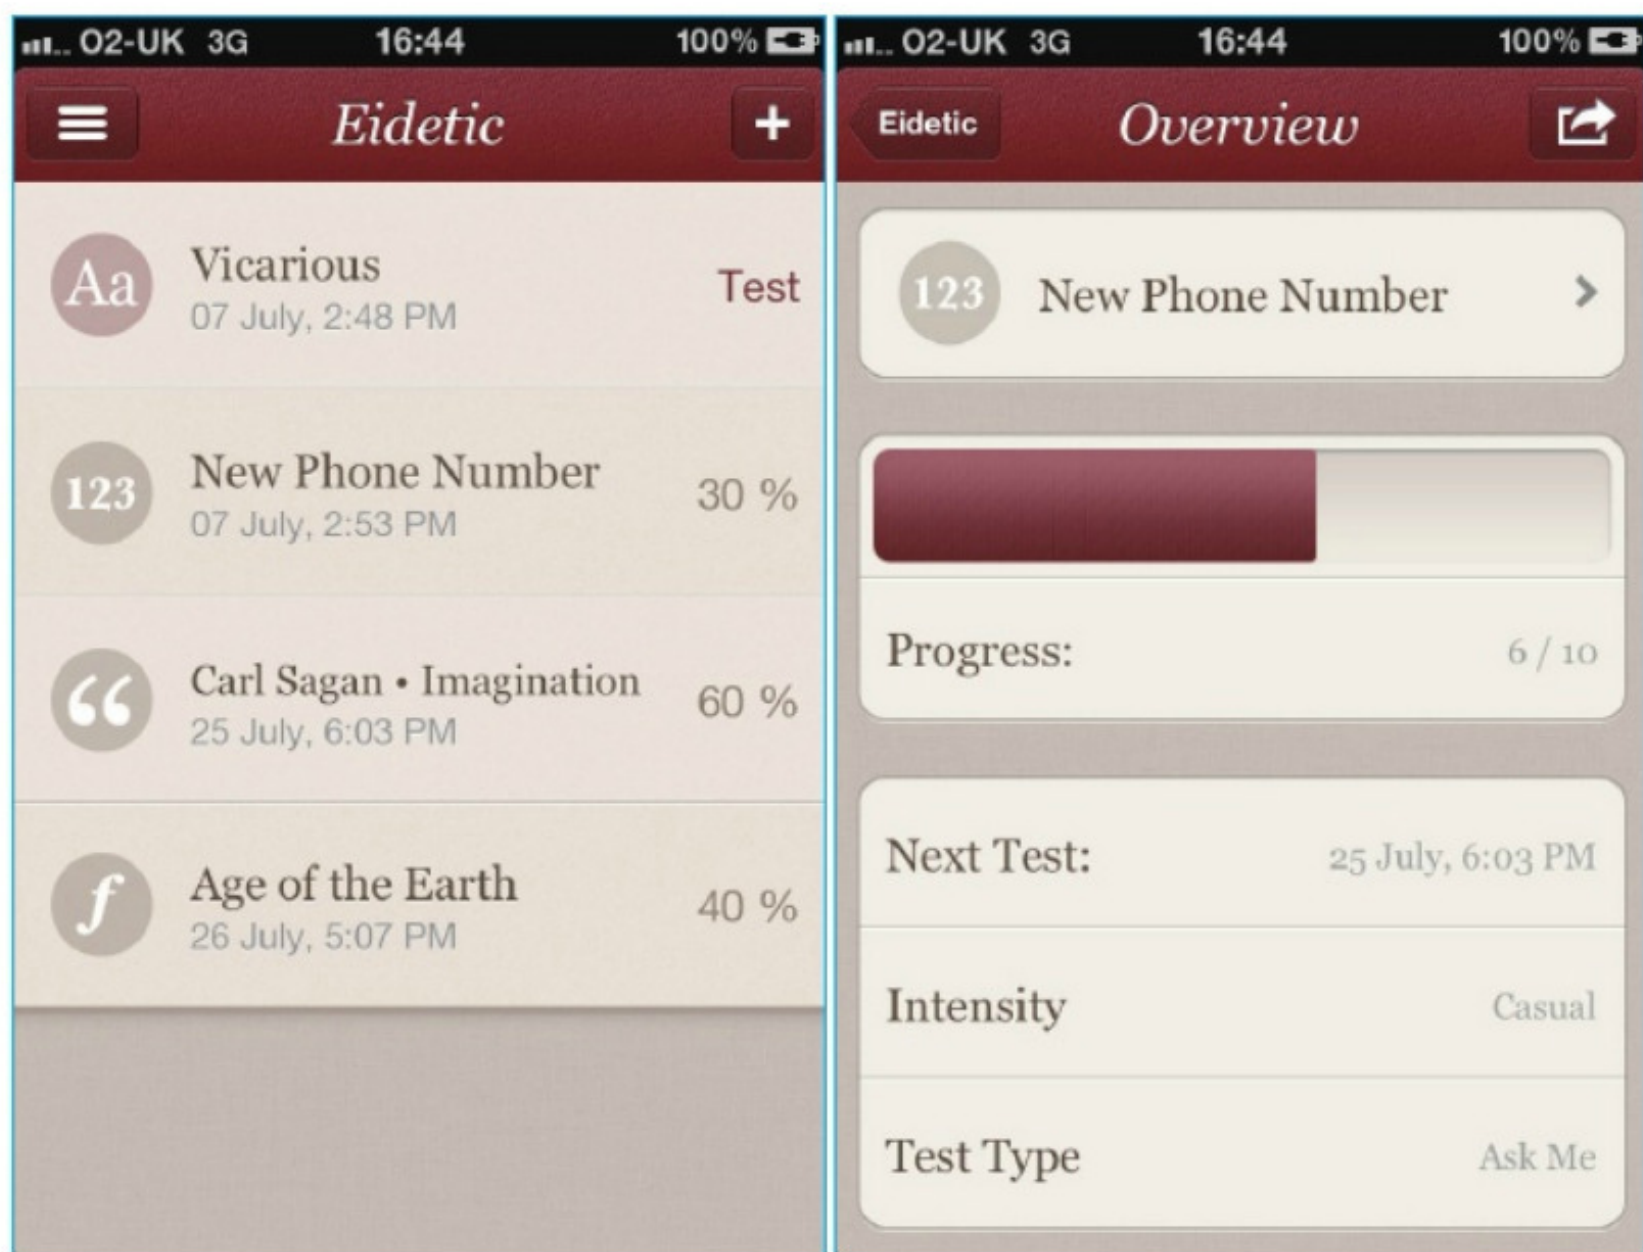 O2-UK 3G 16:44 100%
Eidetic
Aa Vicarious Test
07 July, 2:48 PM
123 New Phone Number 30 %
07 July, 2:53 PM
“ Carl Sagan • Imagination 60 %
25 July, 6:03 PM
f Age of the Earth 40 %
26 July, 5:07 PM
O2-UK 3G 16:44 100%
Eidetic Overview
123 New Phone Number
Progress: 6 / 10
Next Test: 25 July, 6:03 PM
Intensity Casual
Test Type Ask Me